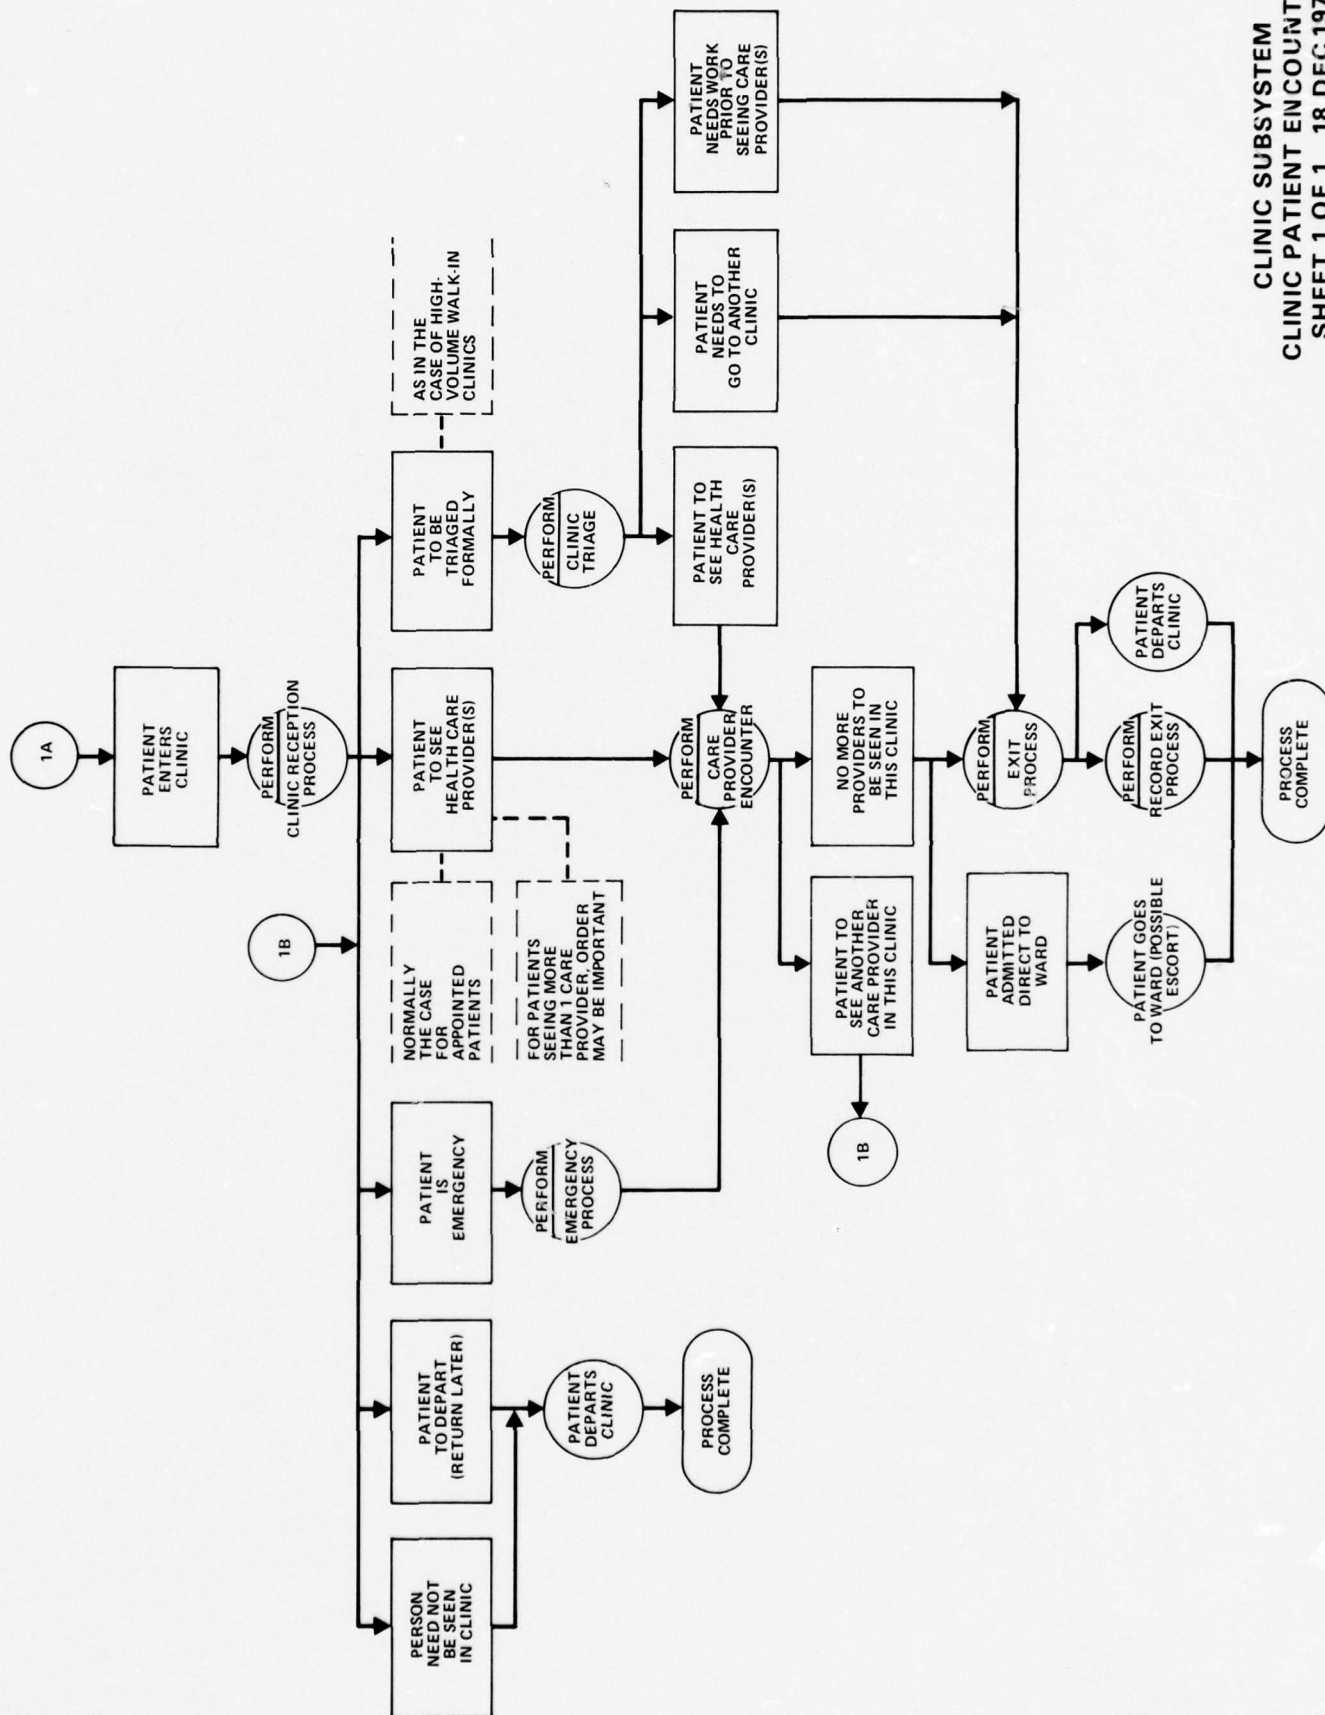 1A
PATIENT
ENTERS
CLINIC
PERFORM
CLINIC RECEPTION
PROCESS
1B
PERSON
NEED NOT
BE SEEN
IN CLINIC
PATIENT
TO DEPART
(RETURN LATER)
PATIENT
IS
EMERGENCY
NORMALLY
THE CASE
FOR
APPOINTED
PATIENTS
PATIENT
TO SEE
HEALTH CARE
PROVIDER(S)
PATIENT
TO BE
TRIAGED
FORMALLY
AS IN THE
CASE OF HIGH-
VOLUME WALK-IN
CLINICS
FOR PATIENTS
SEEING MORE
THAN 1 CARE
PROVIDER, ORDER
MAY BE IMPORTANT
PATIENT
DEPARTS
CLINIC
PERFORM
EMERGENCY
PROCESS
PERFORM
CLINIC
TRIAGE
PROCESS
COMPLETE
PERFORM
CARE
PROVIDER
ENCOUNTER
PATIENT TO
SEE HEALTH
CARE
PROVIDER(S)
PATIENT
NEEDS TO
GO TO ANOTHER
CLINIC
PATIENT
NEEDS WORK
PRIOR TO
SEEING CARE
PROVIDER(S)
1B
PATIENT TO
SEE ANOTHER
CARE PROVIDER
IN THIS CLINIC
NO MORE
PROVIDERS TO
BE SEEN IN
THIS CLINIC
PATIENT
ADMITTED
DIRECT TO
WARD
PERFORM
EXIT
PROCESS
PATIENT GOES
TO WARD (POSSIBLE
ESCORT)
PERFORM
RECORD EXIT
PROCESS
PATIENT
DEPARTS
CLINIC
PROCESS
COMPLETE
CLINIC SUBSYSTEM
CLINIC PATIENT
SHEET 1 OF 1 18 DEC